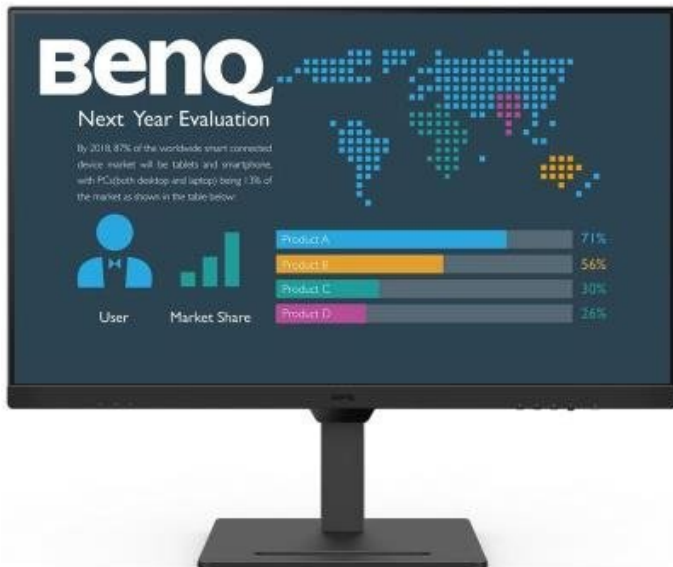 BenQ
Next Year Evaluation
By 2018, 87% of the worldwide smart connected
device market will be tablets and smartphone,
with PCs(both desktop and laptop) being 13% of
the market as shown in the table below:
User
Market Share
Product A
71%
Product B
56%
Product C
30%
Product D
26%
BenQ